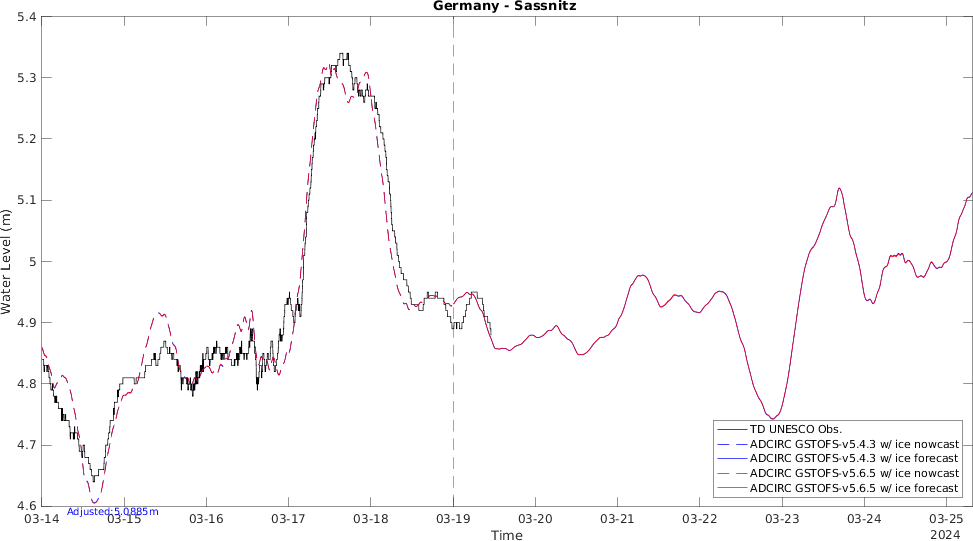 Germany - Sassnitz
5.4
5.3
5.2
5.1
5
4.9
4.8
4.7
4.6
Water Level (m)
TD UNESCO Obs.
ADCIRC GSTOFS-v5.4.3 w/ ice nowcast
ADCIRC GSTOFS-v5.4.3 w/ ice forecast
ADCIRC GSTOFS-v5.6.5 w/ ice nowcast
ADCIRC GSTOFS-v5.6.5 w/ ice forecast
Adjusted:5.0885m
03-14 03-15 03-16 03-17 03-18 03-19 03-20 03-21 03-22 03-23 03-24 03-25
Time
2024